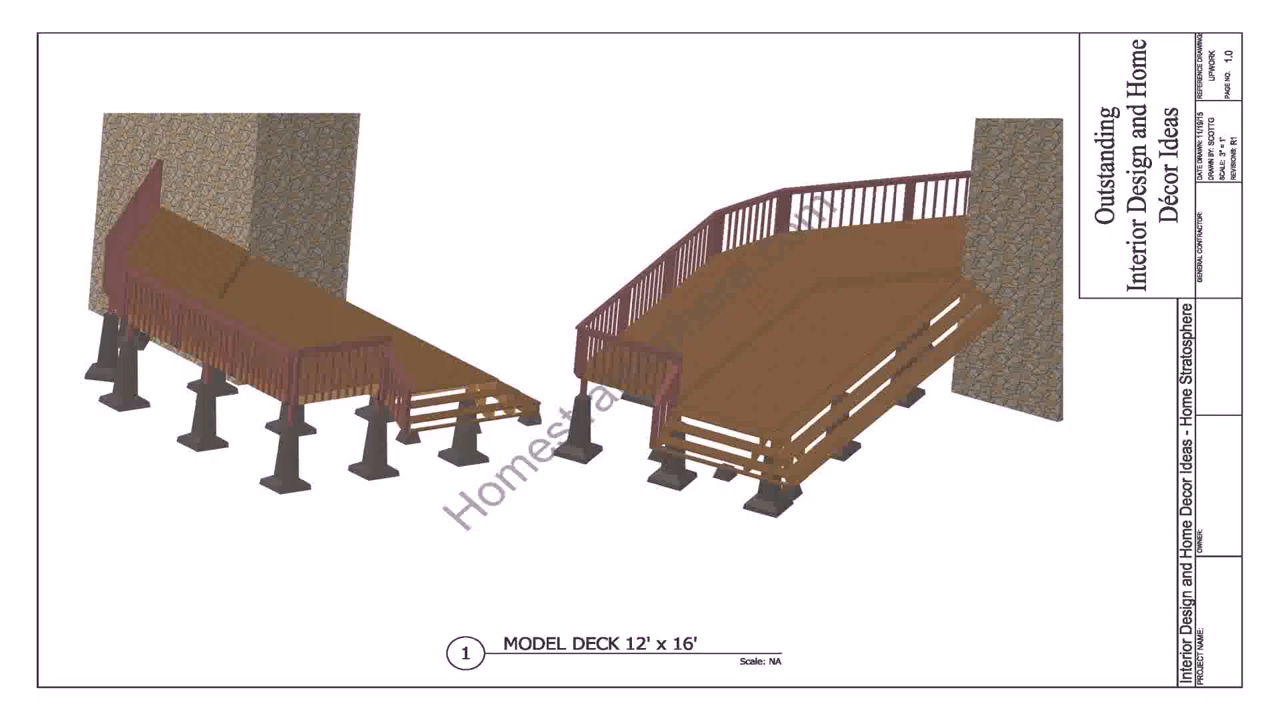 Outstanding
Interior Design and Home
Décor Ideas
REFERENCE DRAWING:
UPWORK
PAGE NO. 1.0
DATE DRAWN: 11/19/15
DRAWN BY: SCOTTG
SCALE: 3" = 1'
REVISION#: R1
GENERAL CONTRACTOR:
OWNER:
PROJECT NAME:
Interior Design and Home Decor Ideas - Home Stratosphere
1
MODEL DECK 12' x 16'
Scale: NA